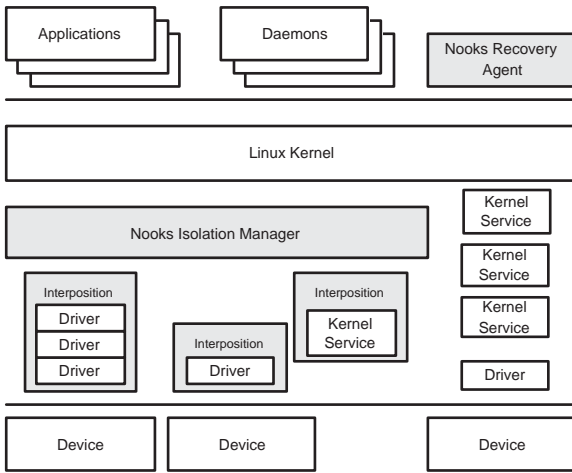 Applications
Daemons
Nooks Recovery
Agent
Linux Kernel
Nooks Isolation Manager
Kernel
Service
Kernel
Service
Kernel
Service
Driver
Interposition
Driver
Driver
Driver
Interposition
Driver
Interposition
Kernel
Service
Device
Device
Device